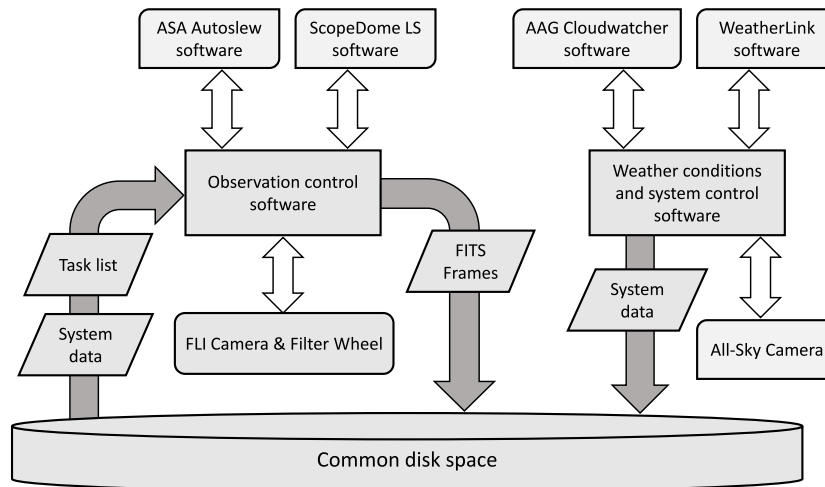 ASA Autoslew
software
ScopeDome LS
software
AAG Cloudwatcher
software
WeatherLink
software
Observation control
software
Weather conditions
and system control
software
Task list
FITS
Frames
System
data
System
data
FLI Camera & Filter Wheel
All-Sky Camera
Common disk space